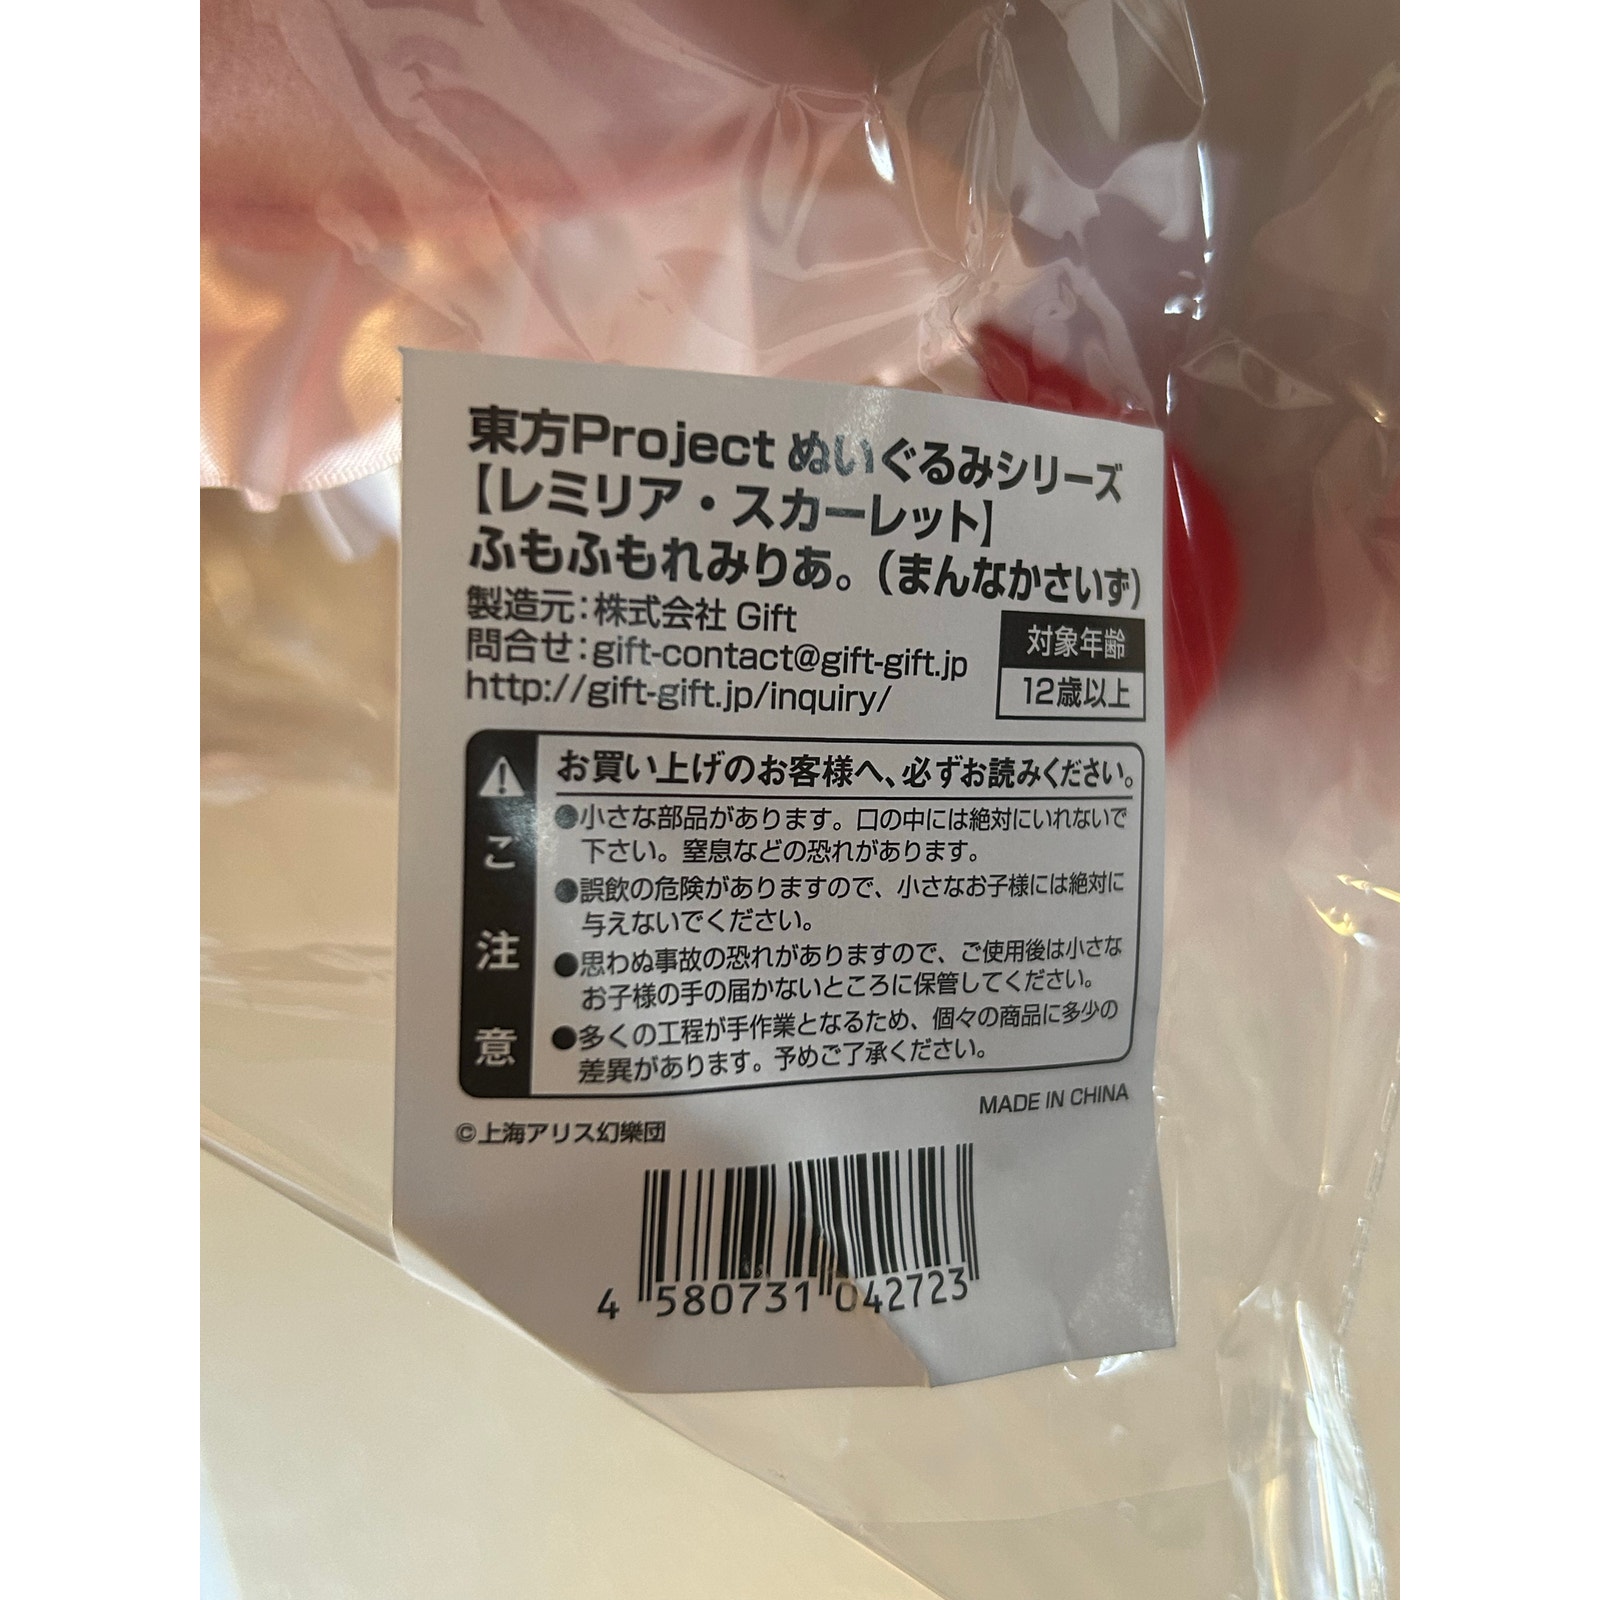 東方Project ぬいぐるみシリーズ
【レミリア・スカーレット】
ふもふもれみりあ。(まんなかさいず)
製造元:株式会社 Gift
問合せ:gift-contact@gift-gift.jp
http://gift-gift.jp/inquiry/
対象年齢
12歳以上
ご注意
お買い上げのお客様へ、必ずお読みください。
●小さな部品があります。口の中には絶対にいれないで
下さい。窒息などの恐れがあります。
●誤飲の危険がありますので、小さなお子様には絶対に
与えないでください。
●思わぬ事故の恐れがありますので、ご使用後は小さな
お子様の手の届かないところに保管してください。
●多くの工程が手作業となるため、個々の商品に多少の
差異があります。予めご了承ください。
MADE IN CHINA
©上海アリス幻樂団
4 580731 042723